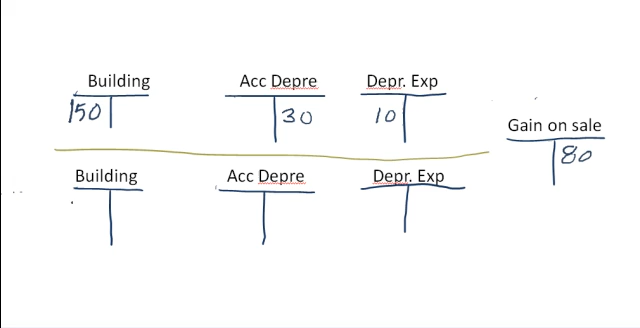 Building Acc Depre Depr. Exp
150 30 10
Gain on sale
80
Building Acc Depre Depr. Exp